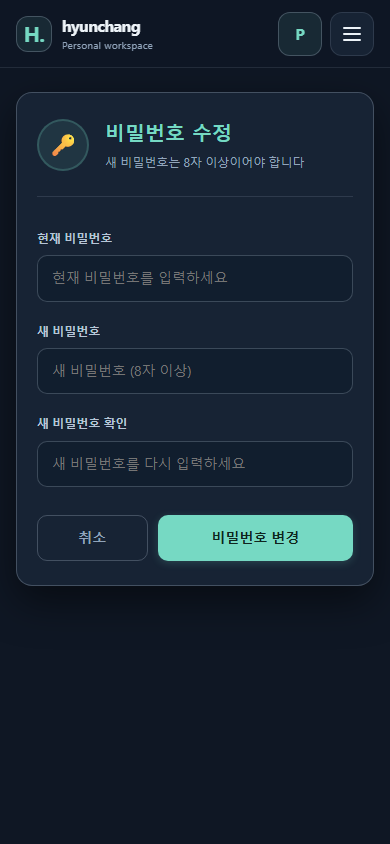 H.
hyunchang
Personal workspace
P
비밀번호 수정
새 비밀번호는 8자 이상이어야 합니다
현재 비밀번호
현재 비밀번호를 입력하세요
새 비밀번호
새 비밀번호 (8자 이상)
새 비밀번호 확인
새 비밀번호를 다시 입력하세요
취소
비밀번호 변경